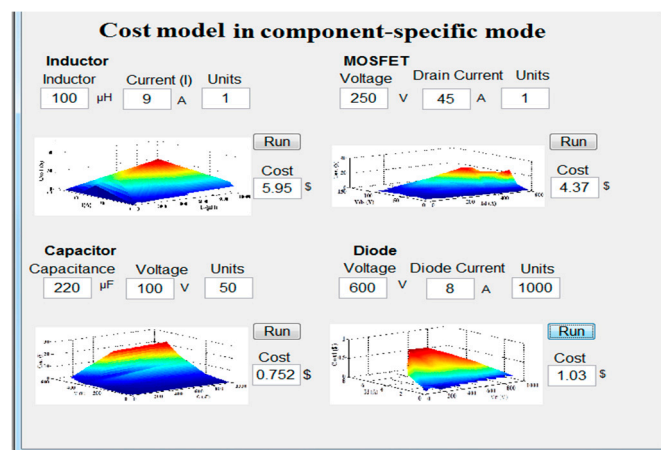 Cost model in component-specific mode
Inductor
Inductor Current (I) Units
100 µH 9 A 1
Run
Cost
5.95 $
MOSFET
Voltage Drain Current Units
250 V 45 A 1
Run
Cost
4.37 $
Capacitor
Capacitance Voltage Units
220 µF 100 V 50
Run
Cost
0.752 $
Diode
Voltage Diode Current Units
600 V 8 A 1000
Run
Cost
1.03 $